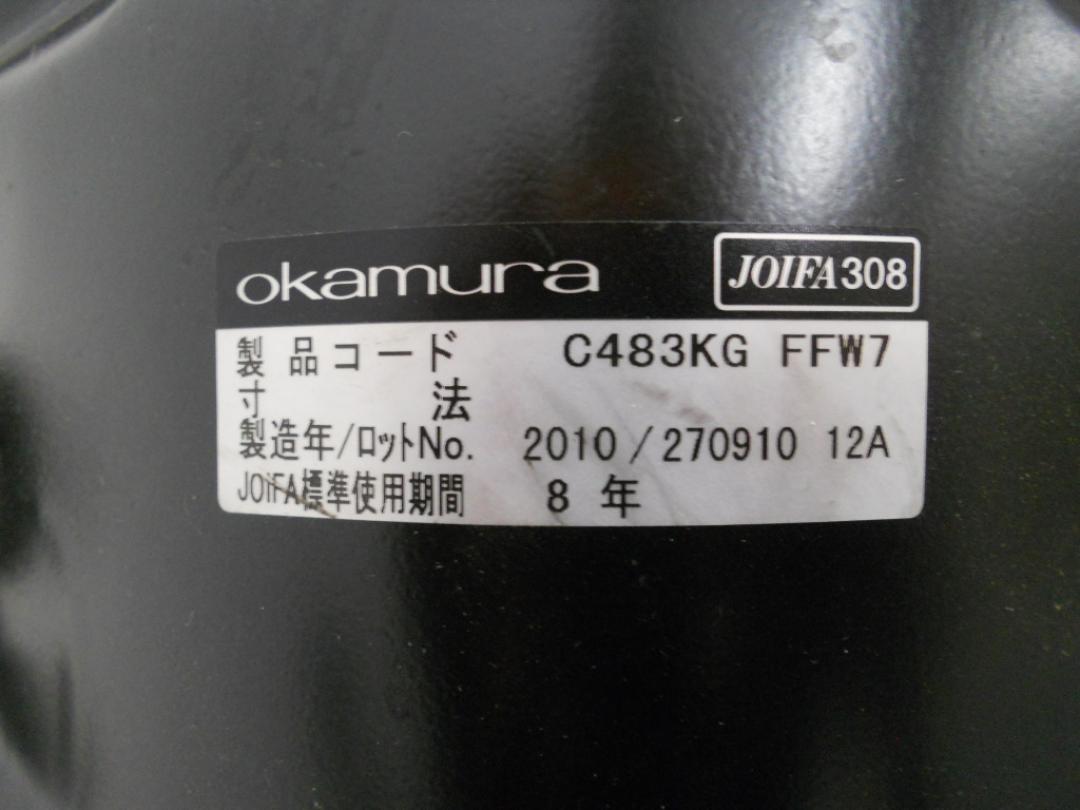 okamura JOIFA308
製品コード C483KG FFW7
寸法
製造年/ロットNo. 2010/270910 12A
JOiFA標準使用期間 8年